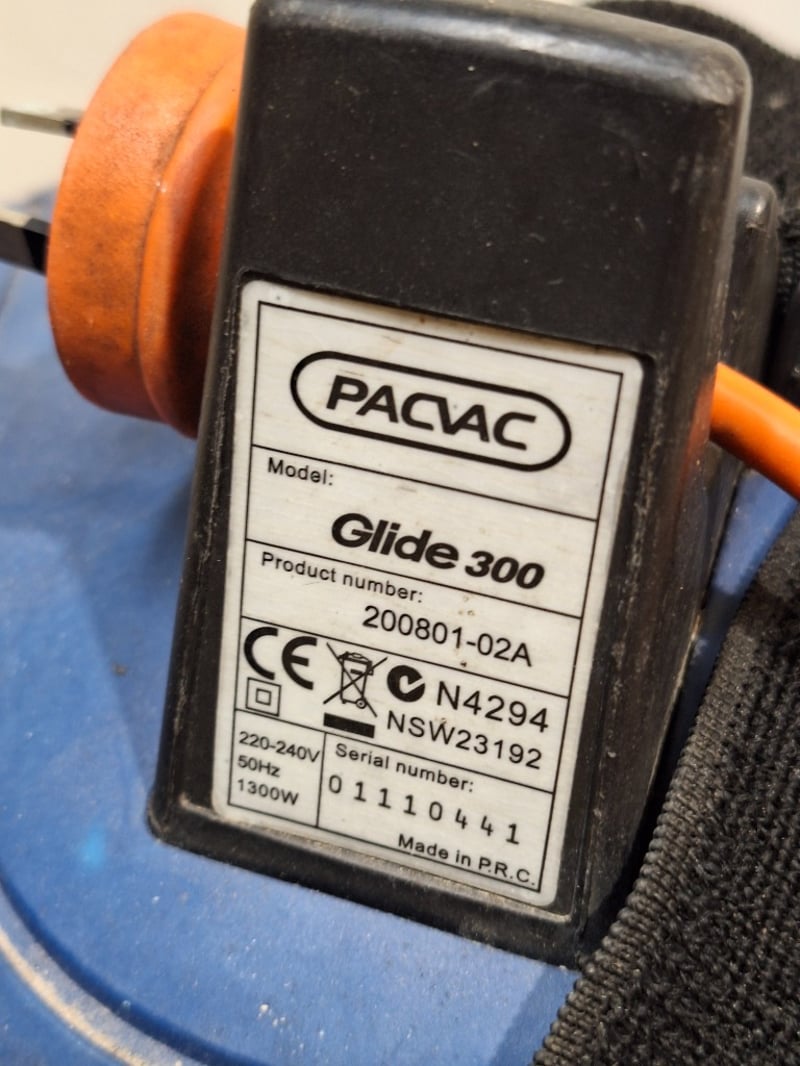 PACVAC
Model:
Glide 300
Product number:
200801-02A
CE
N4294
NSW23192
220-240V
50Hz
1300W
Serial number:
01110441
Made in P.R.C.